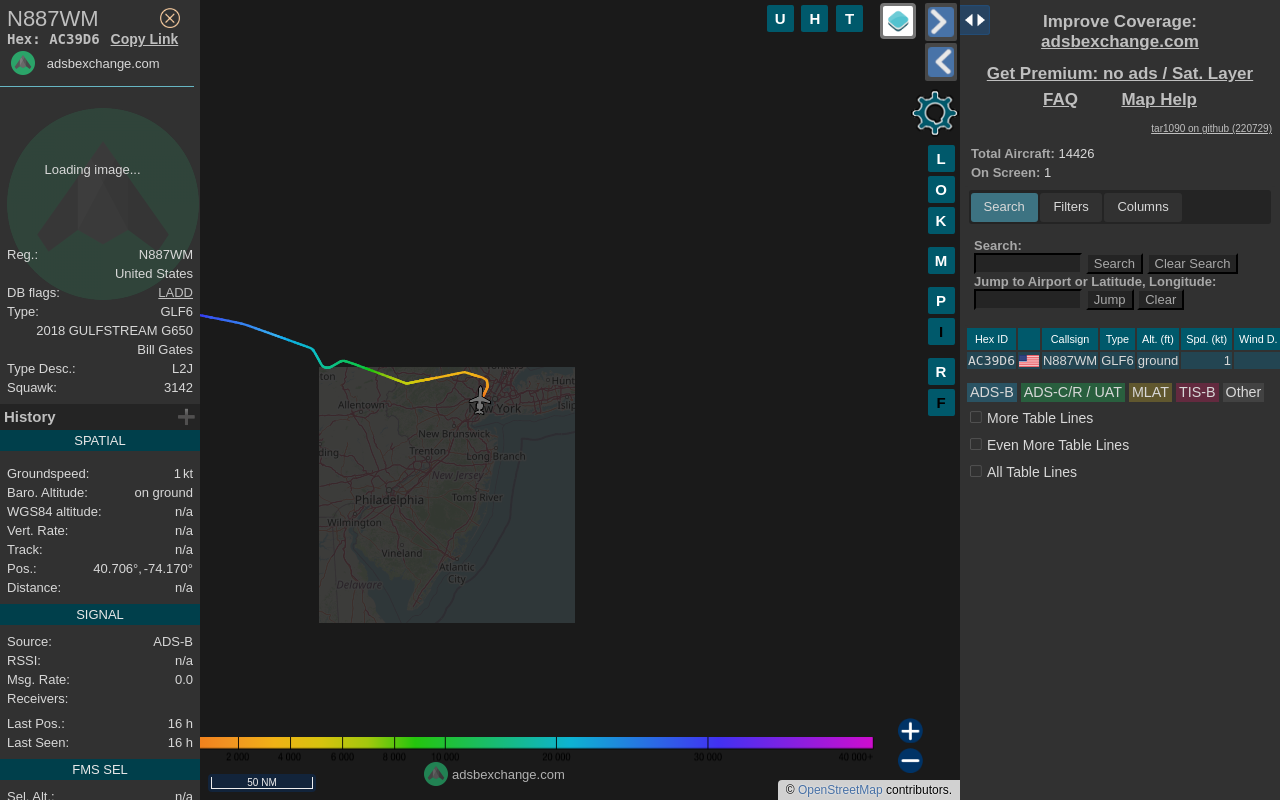 N887WM
Hex: AC39D6 Copy Link
adsbexchange.com
Loading image...
Reg.: N887WM
United States
DB flags: LADD
Type: GLF6
2018 GULFSTREAM G650
Bill Gates
Type Desc.: L2J
Squawk: 3142
History
SPATIAL
Groundspeed: 1 kt
Baro. Altitude: on ground
WGS84 altitude: n/a
Vert. Rate: n/a
Track: n/a
Pos.: 40.706°, -74.170°
Distance: n/a
SIGNAL
Source: ADS-B
RSSI: n/a
Msg. Rate: 0.0
Receivers:
Last Pos.: 16 h
Last Seen: 16 h
FMS SEL
Sel. Alt.: n/a
U H T
L
O
K
M
P
I
R
F
Allentown
New York
New Brunswick
Trenton
Long Branch
New Jersey
Philadelphia
Toms River
Wilmington
Vineland
Atlantic
City
Delaware
2 000 4 000 6 000 8 000 10 000 20 000 30 000 40 000+
50 NM
adsbexchange.com
© OpenStreetMap contributors.
Improve Coverage:
adsbexchange.com
Get Premium: no ads / Sat. Layer
FAQ Map Help
tar1090 on github (220729)
Total Aircraft: 14426
On Screen: 1
Search Filters Columns
Search:
Search Clear Search
Jump to Airport or Latitude, Longitude:
Jump Clear
Hex ID Callsign Type Alt. (ft) Spd. (kt) Wind D.
AC39D6 N887WM GLF6 ground 1
ADS-B ADS-C/R / UAT MLAT TIS-B Other
More Table Lines
Even More Table Lines
All Table Lines